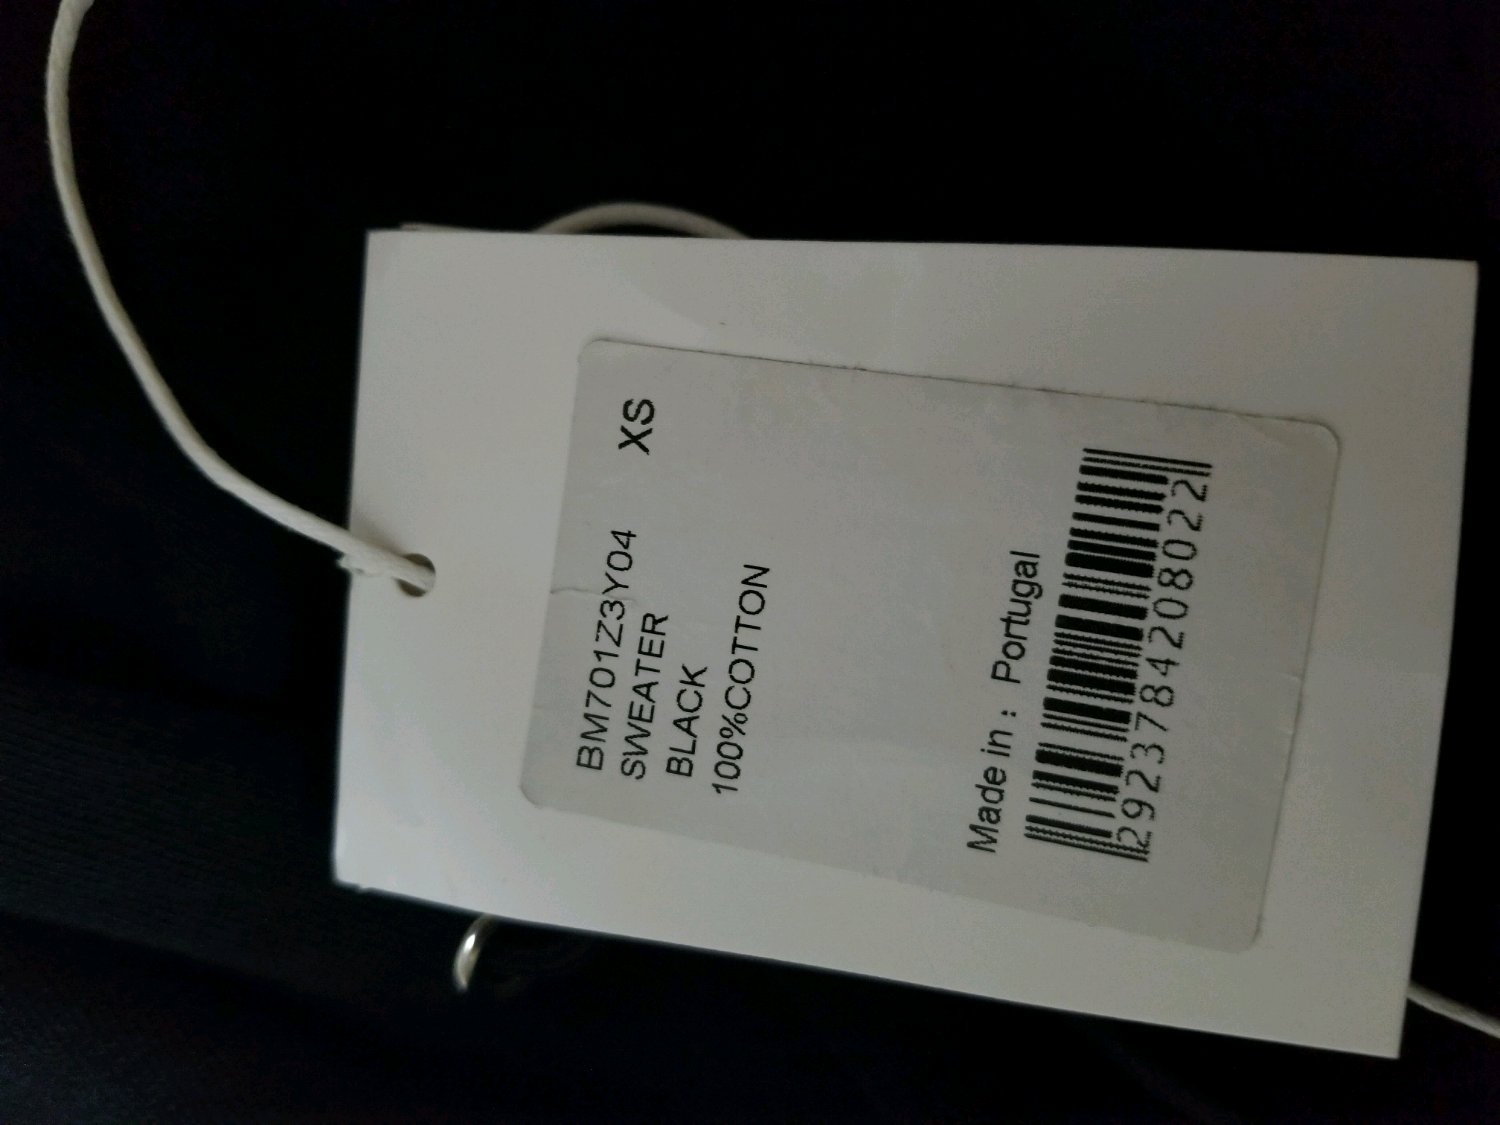 BM701Z3Y04 XS
SWEATER
BLACK
100%COTTON
Made in : Portugal
2923784208022